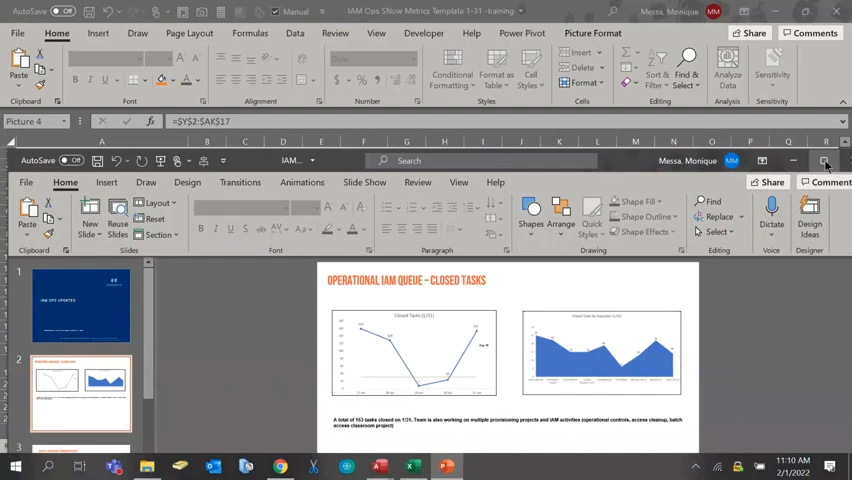 AutoSave Off Manual IAM Ops SNow Metrics Template 1-31 -training Messa, Monique MM
File Home Insert Draw Page Layout Formulas Data Review View Developer Help Power Pivot Picture Format Share Comments
Paste
Conditional Formatting
Format as Table
Cell Styles
Insert
Delete
Format
Sort & Filter
Find & Select
Analyze Data
Sensitivity
Clipboard Font Alignment Number Styles Cells Editing Analysis Sensitivity
Picture 4 =$Y$2:$AK$17
A B C D E F G H I J K L M N O P Q R
AutoSave Off IAM... Search Messa, Monique MM
File Home Insert Draw Design Transitions Animations Slide Show Review View Help Share Comment
Paste
New Slide
Reuse Slides
Layout
Reset
Section
Shapes
Arrange
Quick Styles
Shape Fill
Shape Outline
Shape Effects
Find
Replace
Select
Dictate
Design Ideas
Clipboard Slides Font Paragraph Drawing Editing Voice Designer
1
IAM OPS UPDATES
2
3
OPERATIONAL IAM QUEUE – CLOSED TASKS
Closed Tasks (1/31)
Closed Tasks by Associate (1/31)
A total of 153 tasks closed on 1/31. Team is also working on multiple provisioning projects and IAM activities (operational controls, access cleanup, batch
access classroom project)
11:10 AM
2/1/2022